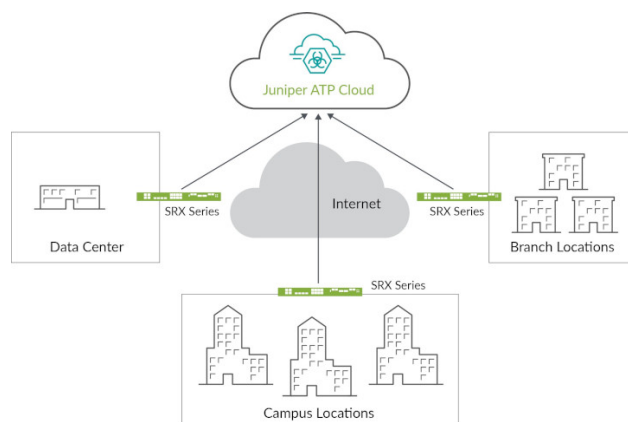 Juniper ATP Cloud
Internet
SRX Series
SRX Series
Data Center
Branch Locations
SRX Series
Campus Locations